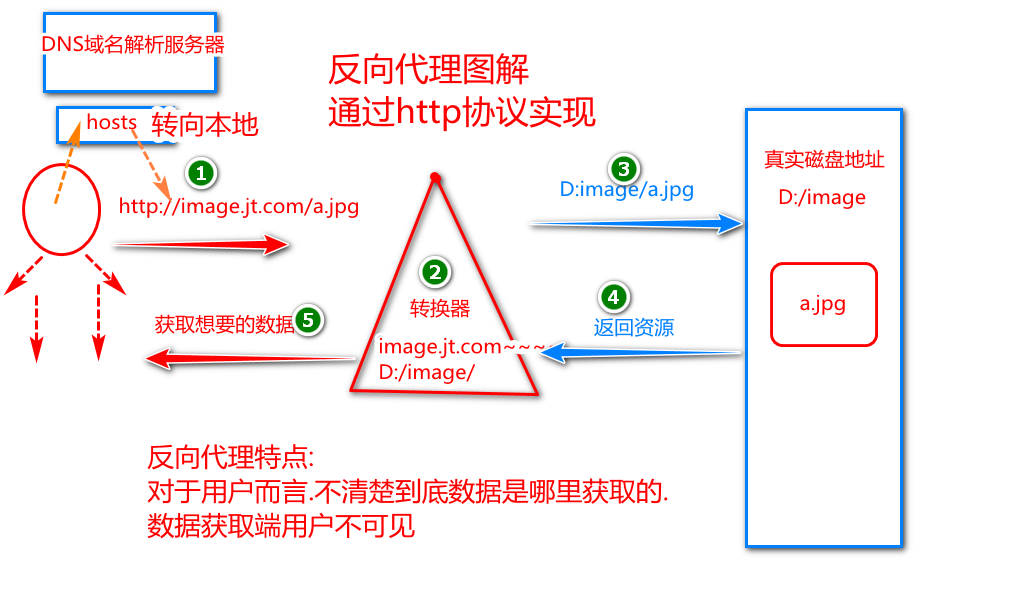 DNS域名解析服务器
反向代理图解
通过http协议实现
hosts 转向本地
1
http://image.jt.com/a.jpg
3
D:image/a.jpg
真实磁盘地址
D:/image
2
转换器
a.jpg
4
返回资源
获取想要的数据
5
image.jt.com~~~~
D:/image/
反向代理特点:
对于用户而言.不清楚到底数据是哪里获取的.
数据获取端用户不可见